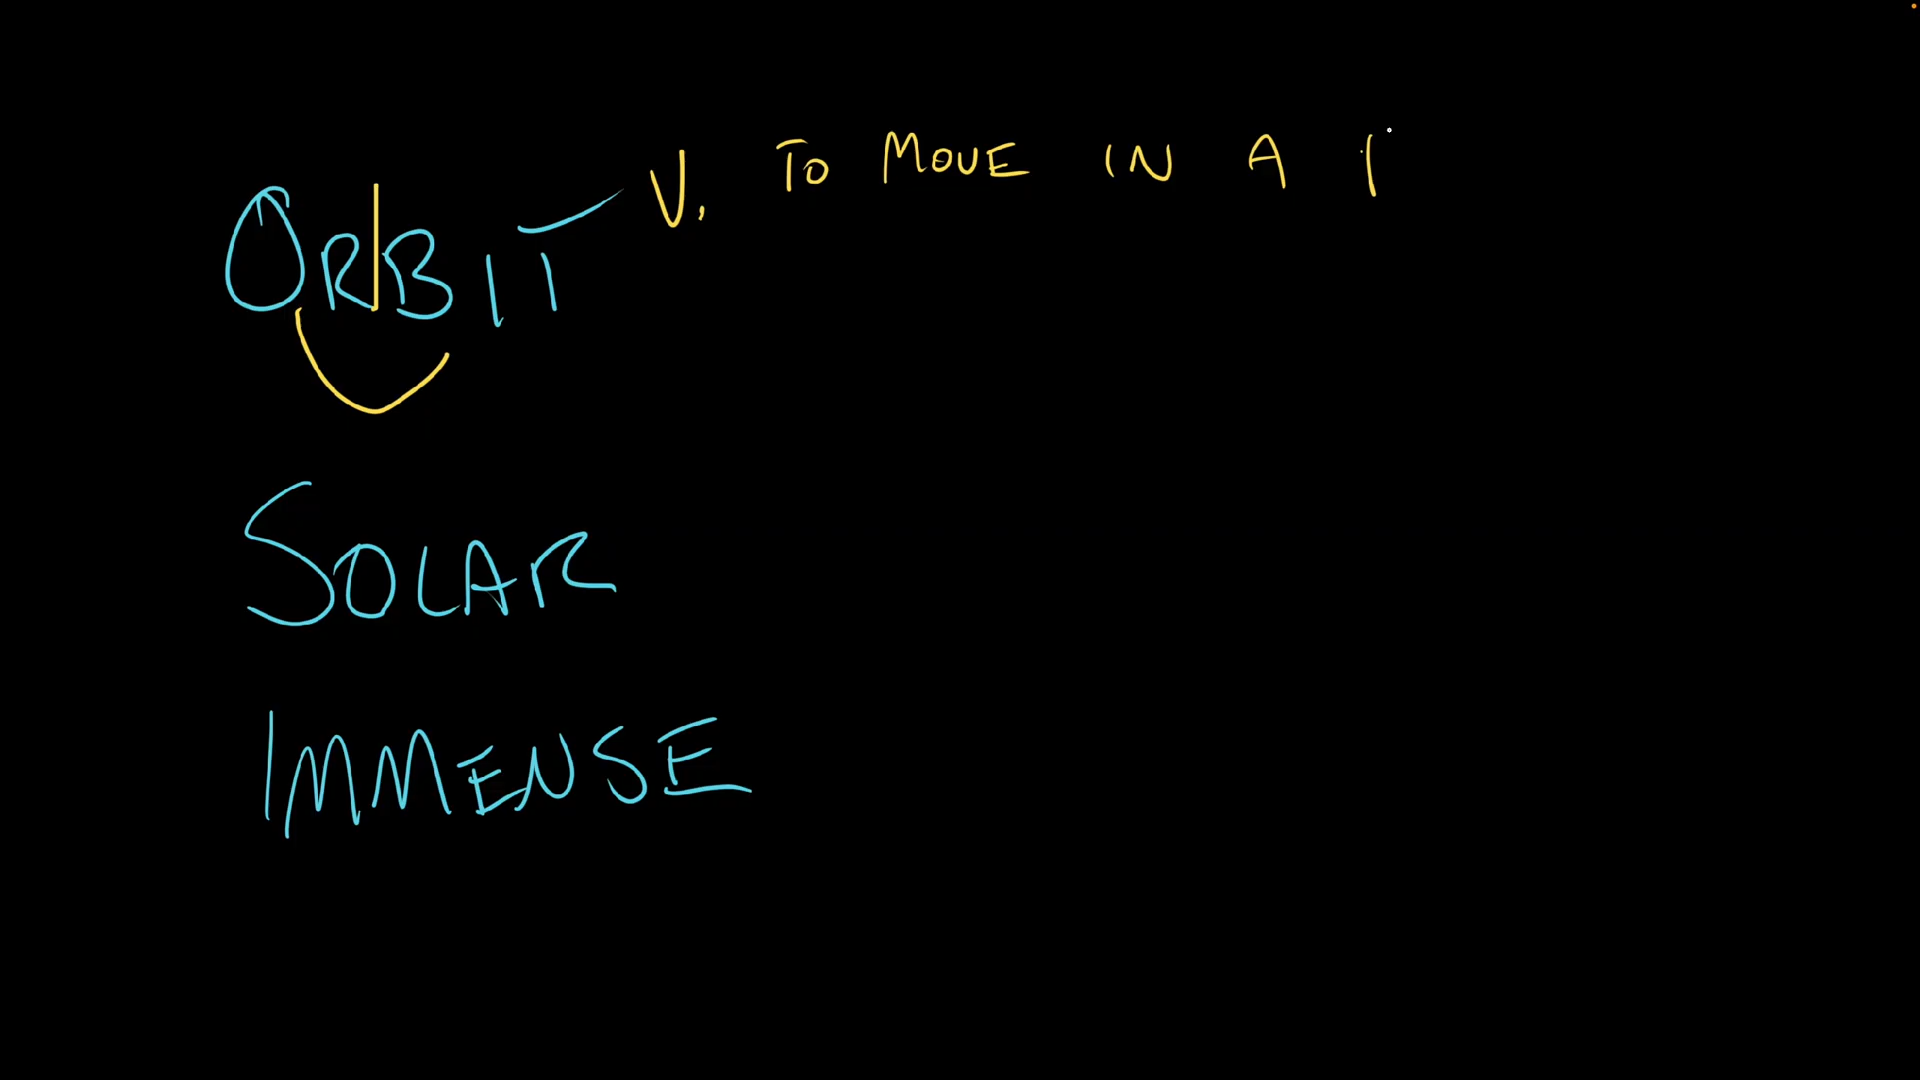 ORBIT V. TO MOVE IN A
SOLAR
IMMENSE